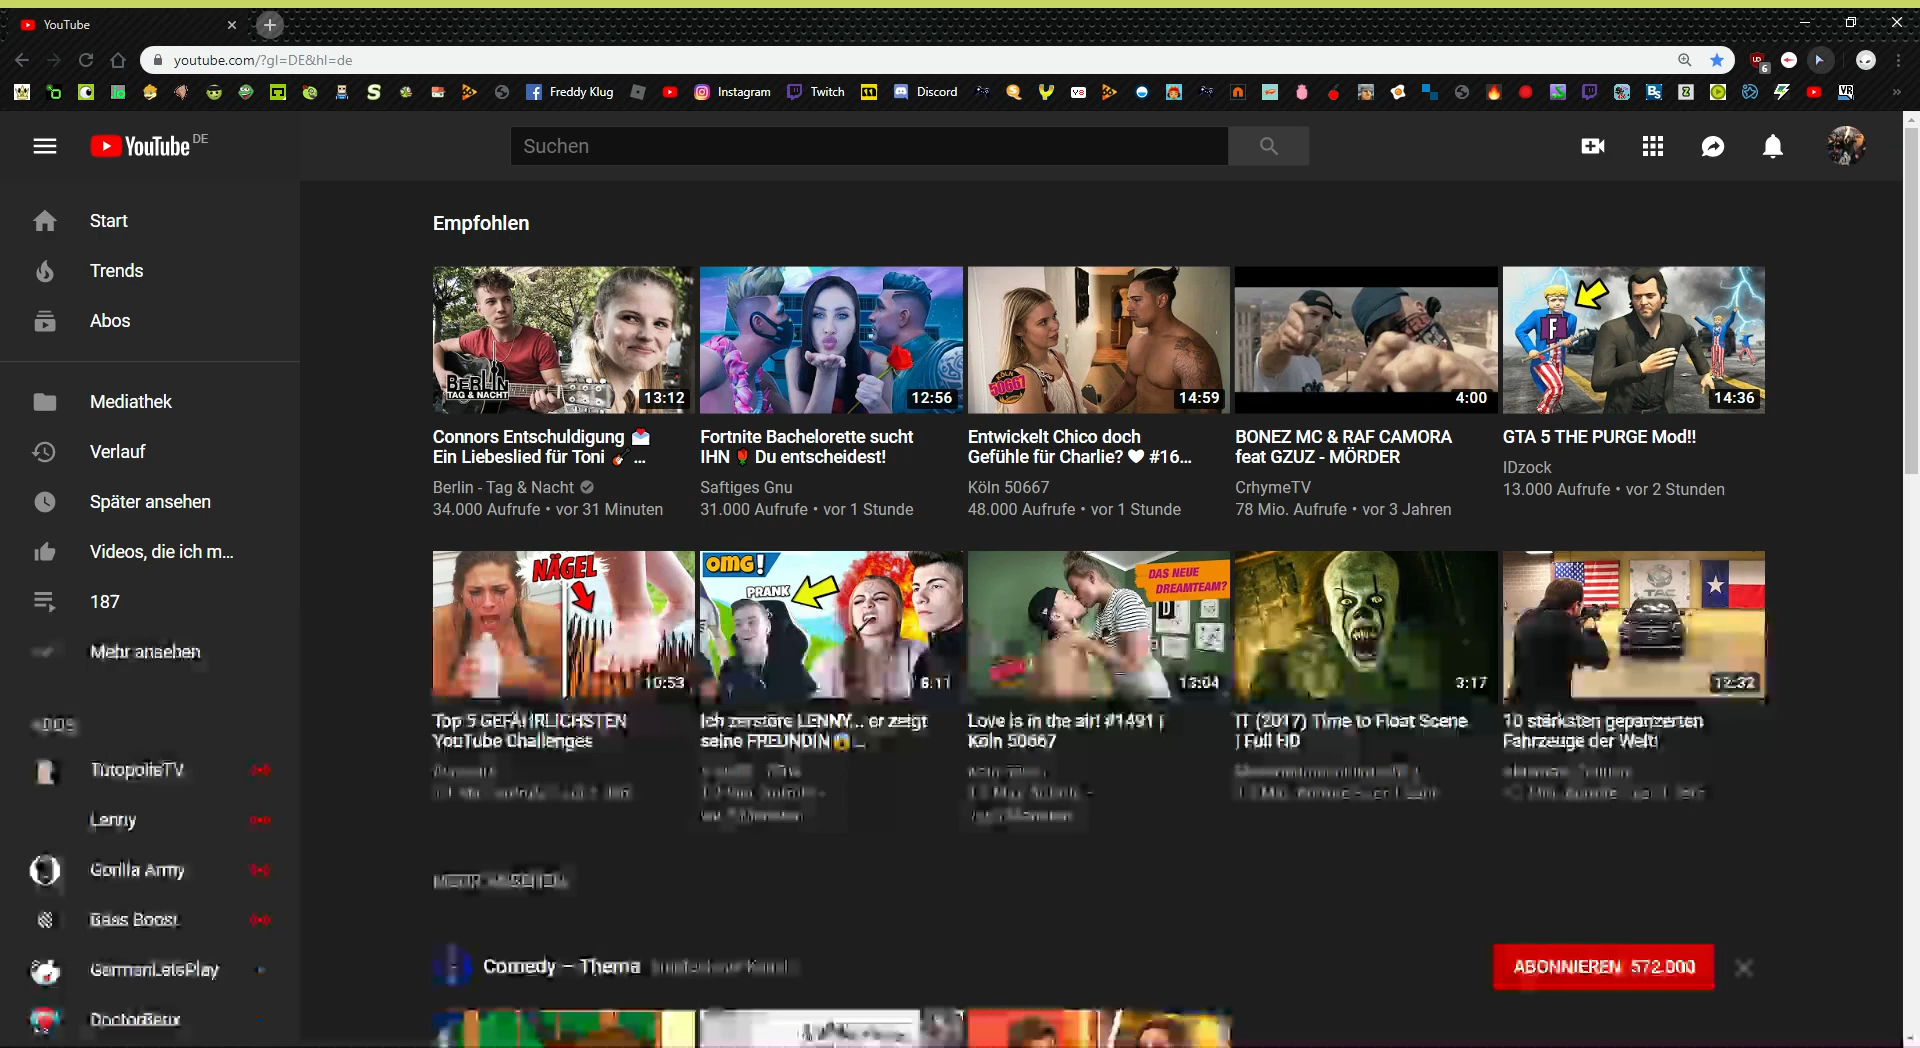 YouTube
youtube.com/?gl=DE&hl=de
Freddy Klug
Instagram
Twitch
Discord
YouTube DE
Suchen
Start
Trends
Abos
Mediathek
Verlauf
Später ansehen
Videos, die ich m...
187
Mehr ansehen
TutopolisTV
Lenny
Gorilla Army
Bass Boost
GermanLetsPlay
DoctorBenx
Empfohlen
BERLIN
TAG & NACHT
13:12
12:56
KÖLN
50667
14:59
4:00
F
14:36
Connors Entschuldigung 💌
Ein Liebeslied für Toni 🎸 ...
Berlin - Tag & Nacht
34.000 Aufrufe • vor 31 Minuten
Fortnite Bachelorette sucht
IHN 🌹 Du entscheidest!
Saftiges Gnu
31.000 Aufrufe • vor 1 Stunde
Entwickelt Chico doch
Gefühle für Charlie? ♥ #16...
Köln 50667
48.000 Aufrufe • vor 1 Stunde
BONEZ MC & RAF CAMORA
feat GZUZ - MÖRDER
CrhymeTV
78 Mio. Aufrufe • vor 3 Jahren
GTA 5 THE PURGE Mod!!
IDzock
13.000 Aufrufe • vor 2 Stunden
NÄGEL
10:53
OMG!
PRANK
6:11
DAS NEUE
DREAMTEAM?
D
13:04
3:17
TAC
12:32
Top 5 GEFÄHRLICHSTEN
YouTube Challenges
Ich zerstöre LENNY... er zeigt
seine FREUNDIN 😱 ...
Love is in the air! #1491 |
Köln 50667
IT (2017) Time to Float Scene
| Full HD
10 stärksten gepanzerten
Fahrzeuge der Welt!
MEHR ANSEHEN
Comedy – Thema
ABONNIEREN 572.000